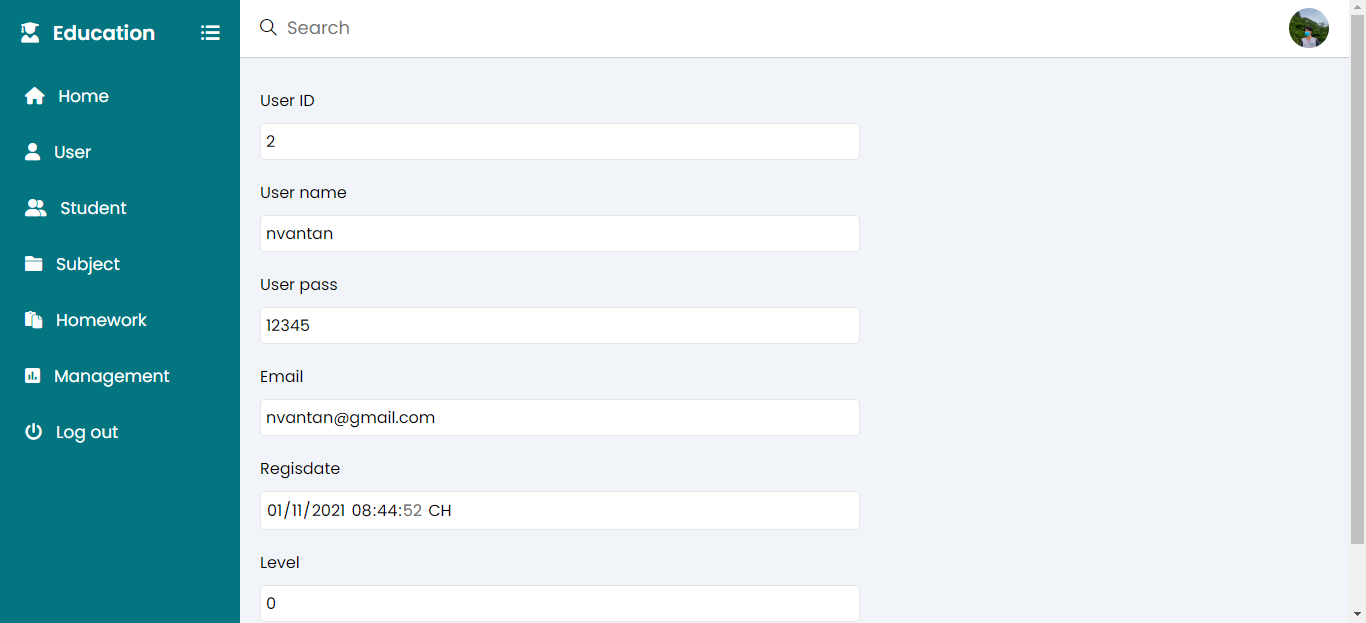 Education
Home
User
Student
Subject
Homework
Management
Log out
Search
User ID
2
User name
nvantan
User pass
12345
Email
nvantan@gmail.com
Regisdate
01/11/2021 08:44:52 CH
Level
0